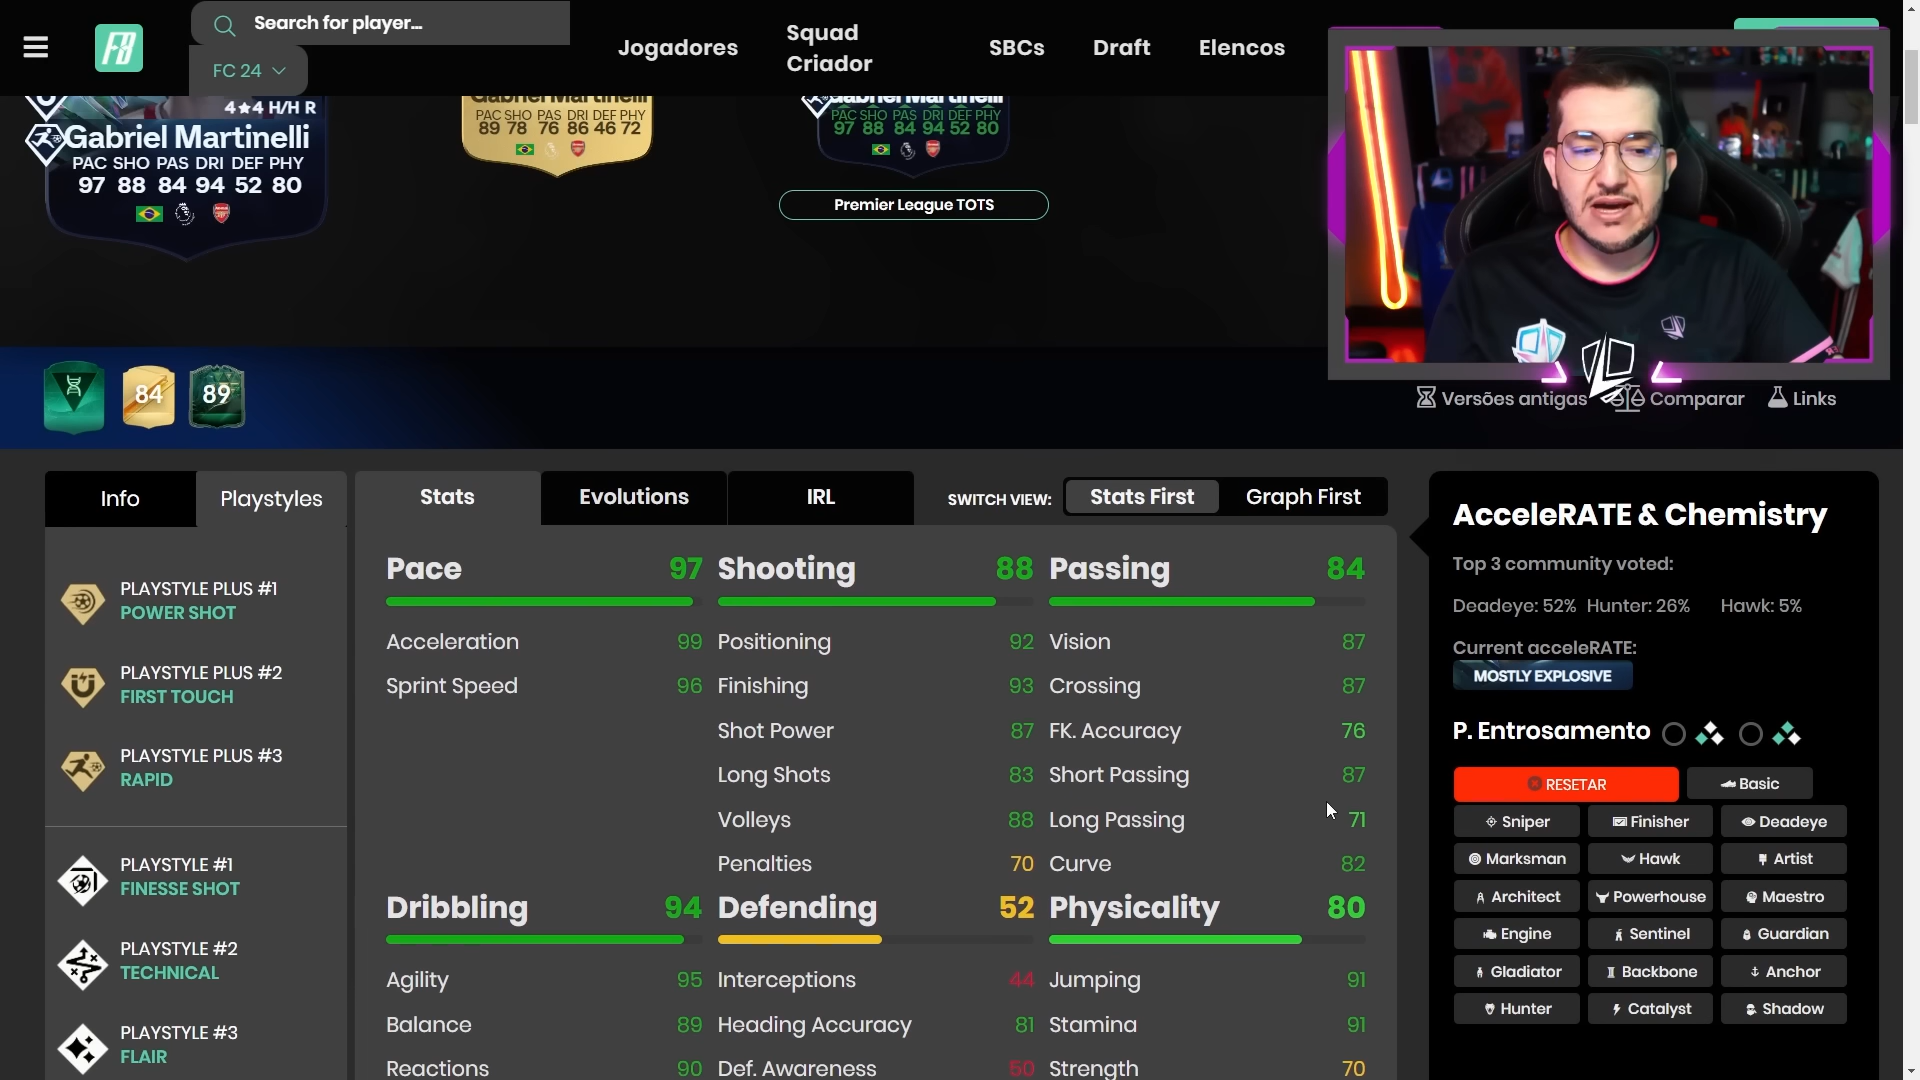 Search for player...
FC 24
Jogadores
Squad Criador
SBCs
Draft
Elencos
4★4 H/H R
Gabriel Martinelli
PAC SHO PAS DRI DEF PHY
97 88 84 94 52 80
Gabriel Martinelli
PAC SHO PAS DRI DEF PHY
89 78 76 86 46 72
Gabriel Martinelli
PAC SHO PAS DRI DEF PHY
97 88 84 94 52 80
Premier League TOTS
84
89
Versões antigas
Comparar
Links
Info
Playstyles
PLAYSTYLE PLUS #1
POWER SHOT
PLAYSTYLE PLUS #2
FIRST TOUCH
PLAYSTYLE PLUS #3
RAPID
PLAYSTYLE #1
FINESSE SHOT
PLAYSTYLE #2
TECHNICAL
PLAYSTYLE #3
FLAIR
Stats
Evolutions
IRL
SWITCH VIEW:
Stats First
Graph First
Pace 97
Acceleration 99
Sprint Speed 96
Shooting 88
Positioning 92
Finishing 93
Shot Power 87
Long Shots 83
Volleys 88
Penalties 70
Passing 84
Vision 87
Crossing 87
FK. Accuracy 76
Short Passing 87
Long Passing 71
Curve 82
Dribbling 94
Agility 95
Balance 89
Reactions 90
Defending 52
Interceptions 44
Heading Accuracy 81
Def. Awareness 50
Physicality 80
Jumping 91
Stamina 91
Strength 70
AcceleRATE & Chemistry
Top 3 community voted:
Deadeye: 52% Hunter: 26% Hawk: 5%
Current acceleRATE:
MOSTLY EXPLOSIVE
P. Entrosamento
RESETAR
Basic
Sniper
Finisher
Deadeye
Marksman
Hawk
Artist
Architect
Powerhouse
Maestro
Engine
Sentinel
Guardian
Gladiator
Backbone
Anchor
Hunter
Catalyst
Shadow